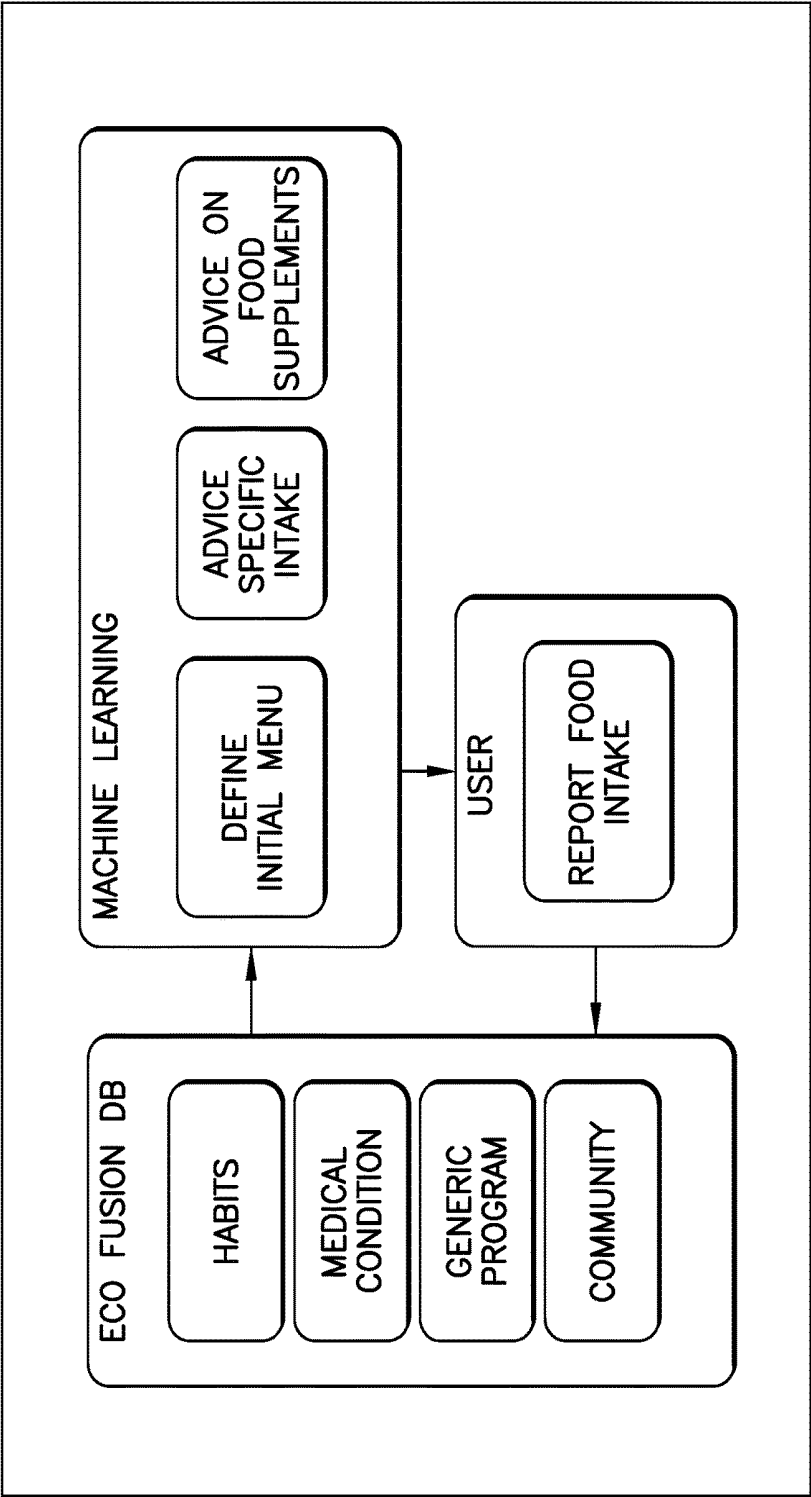 ECO FUSION DB
HABITS
MEDICAL
CONDITION
GENERIC
PROGRAM
COMMUNITY
MACHINE LEARNING
DEFINE
INITIAL MENU
ADVICE
SPECIFIC
INTAKE
ADVICE ON
FOOD
SUPPLEMENTS
USER
REPORT FOOD
INTAKE